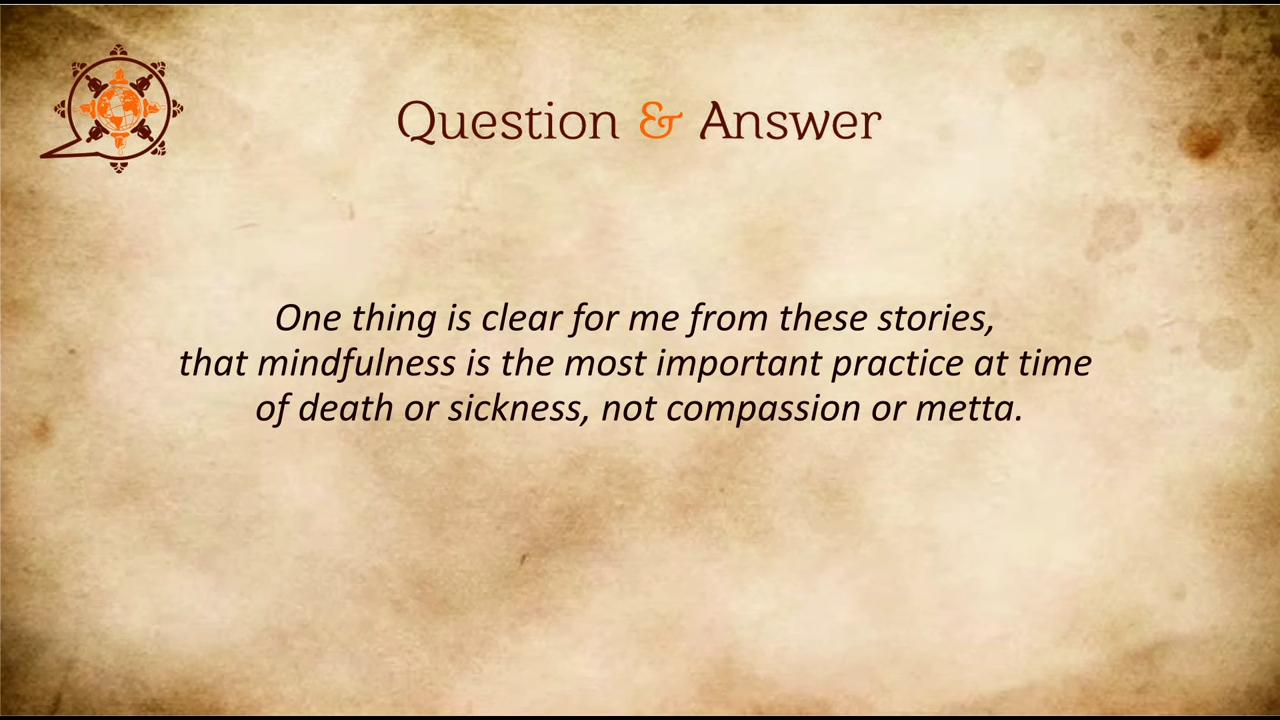 Question & Answer
One thing is clear for me from these stories,
that mindfulness is the most important practice at time
of death or sickness, not compassion or metta.